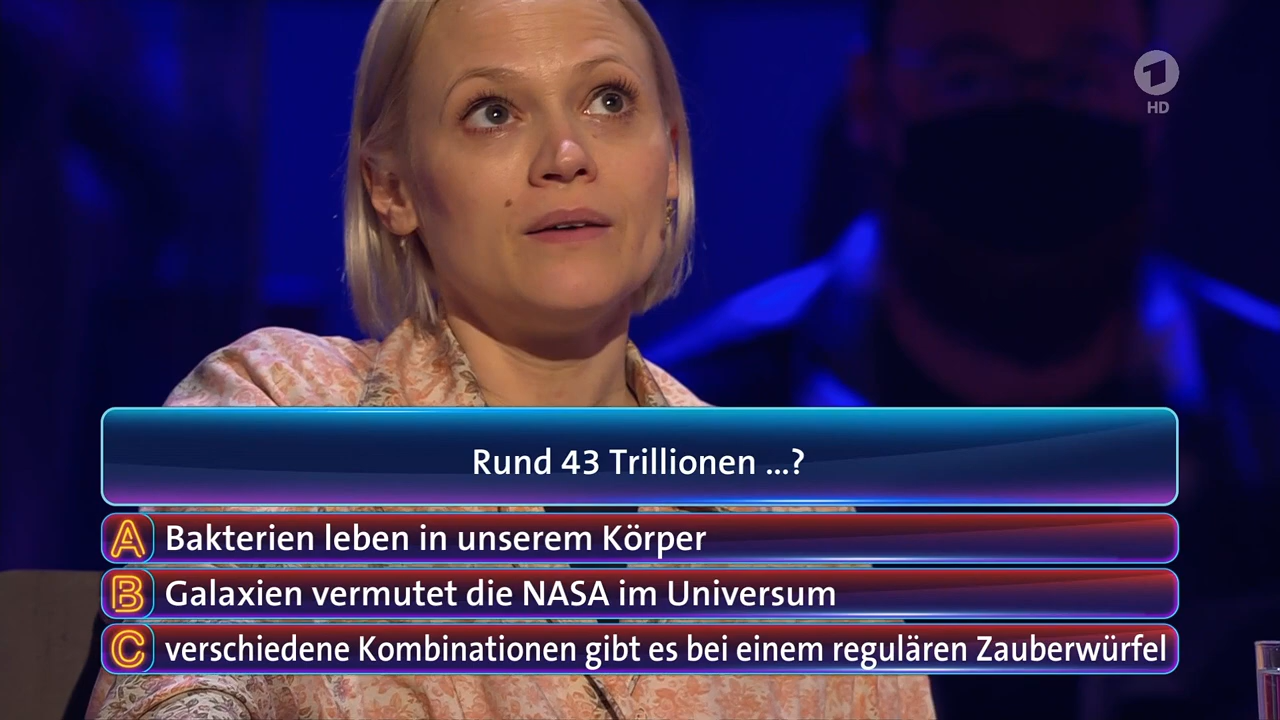 1
HD
Rund 43 Trillionen ...?
A Bakterien leben in unserem Körper
B Galaxien vermutet die NASA im Universum
C verschiedene Kombinationen gibt es bei einem regulären Zauberwürfel